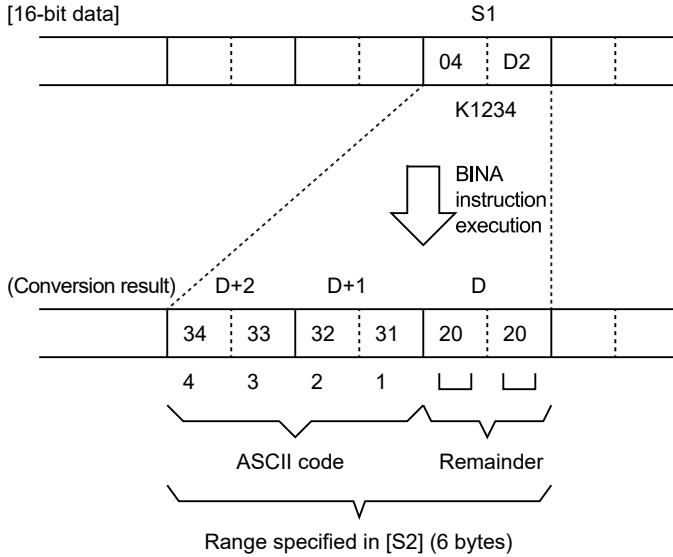 [16-bit data] S1
04 D2
K1234
BINA
instruction
execution
(Conversion result) D+2 D+1 D
34 33 32 31 20 20
4 3 2 1
ASCII code Remainder
Range specified in [S2] (6 bytes)